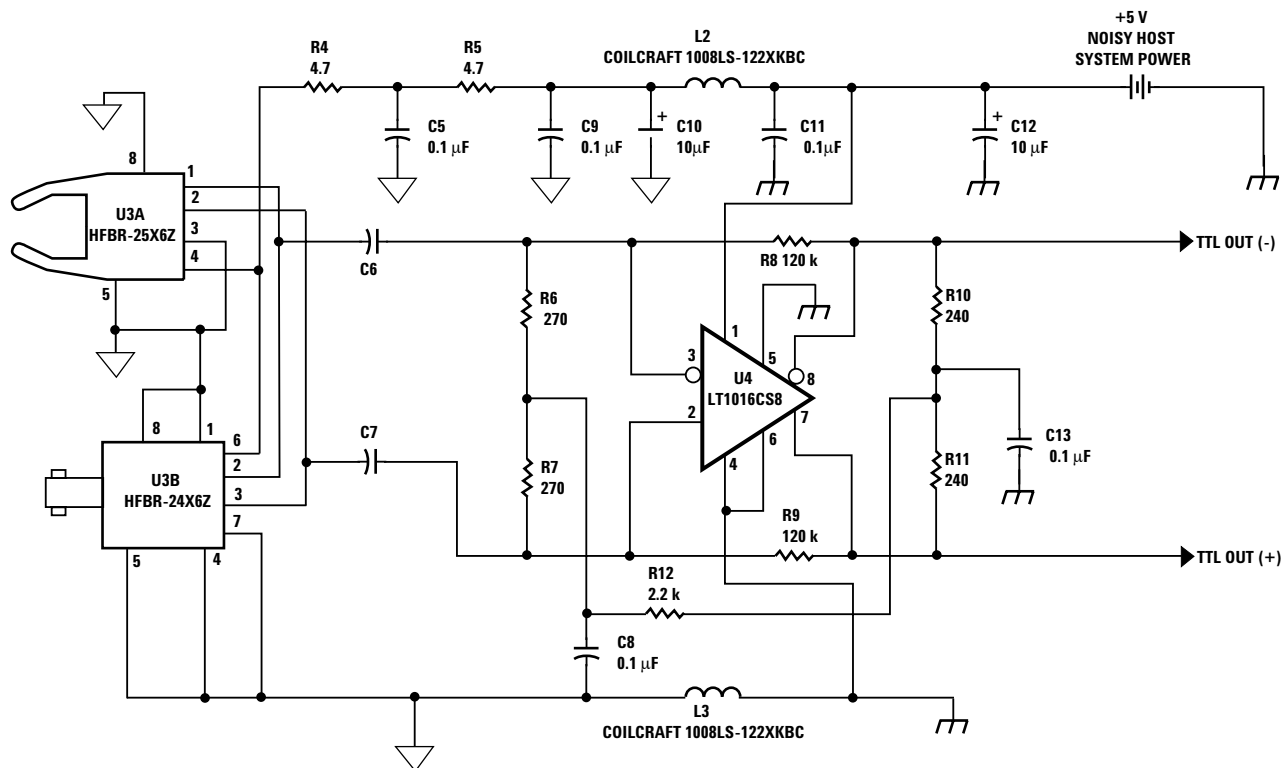 +5 V
NOISY HOST
SYSTEM POWER
L2
COILCRAFT 1008LS-122XKBC
R4
4.7
R5
4.7
C5
0.1 µF
C9
0.1 µF
+
C10
10µF
C11
0.1µF
+
C12
10 µF
8
1
2
3
4
5
U3A
HFBR-25X6Z
C6
R8 120 k
TTL OUT (-)
R6
270
R10
240
1
3
5
8
U4
LT1016CS8
2
7
6
4
C7
R7
270
C13
0.1 µF
R11
240
8
1
6
2
3
7
5
4
U3B
HFBR-24X6Z
R9
120 k
TTL OUT (+)
R12
2.2 k
C8
0.1 µF
L3
COILCRAFT 1008LS-122XKBC